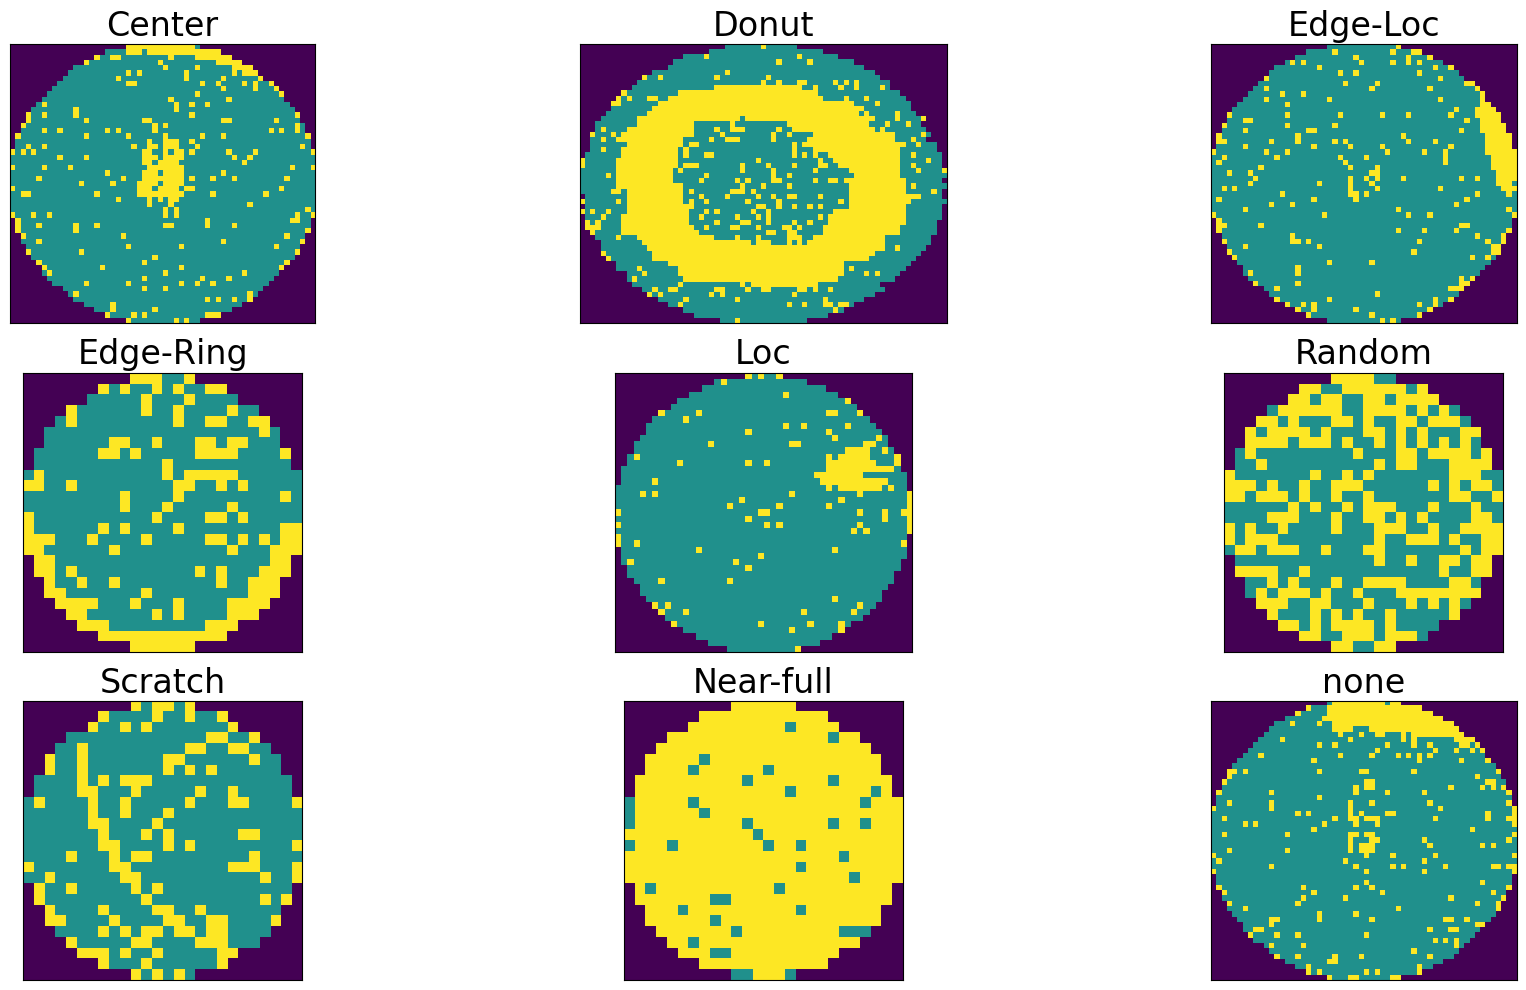 Center
Donut
Edge-Loc
Edge-Ring
Loc
Random
Scratch
Near-full
none